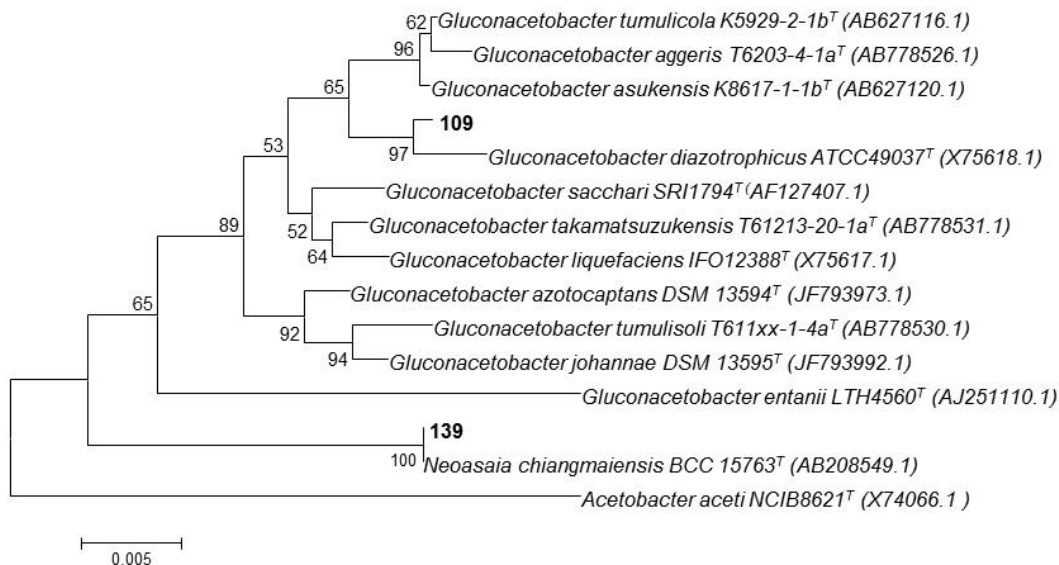 62 Gluconacetobacter tumulicola K5929-2-1bᵀ (AB627116.1)
96 Gluconacetobacter aggeris T6203-4-1aᵀ (AB778526.1)
Gluconacetobacter asukensis K8617-1-1bᵀ (AB627120.1)
65
109
97 Gluconacetobacter diazotrophicus ATCC49037ᵀ (X75618.1)
53
Gluconacetobacter sacchari SRI1794ᵀ⁽AF127407.1)
52 Gluconacetobacter takamatsuzukensis T61213-20-1aᵀ (AB778531.1)
89
64 Gluconacetobacter liquefaciens IFO12388ᵀ (X75617.1)
Gluconacetobacter azotocaptans DSM 13594ᵀ (JF793973.1)
65
92 Gluconacetobacter tumulisoli T611xx-1-4aᵀ (AB778530.1)
94 Gluconacetobacter johannae DSM 13595ᵀ (JF793992.1)
Gluconacetobacter entanii LTH4560ᵀ (AJ251110.1)
139
100 Neoasaia chiangmaiensis BCC 15763ᵀ (AB208549.1)
Acetobacter aceti NCIB8621ᵀ (X74066.1 )
0.005